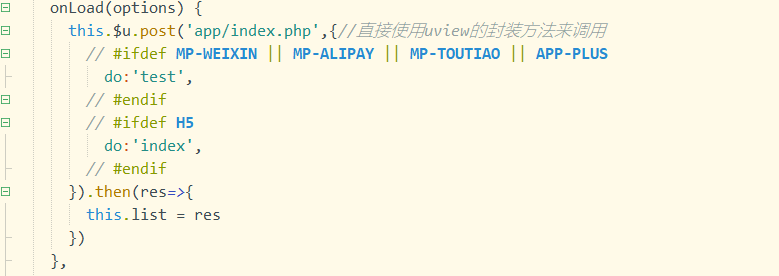 onLoad(options) {
this.$u.post('app/index.php',{//直接使用uview的封装方法来调用
// #ifdef MP-WEIXIN || MP-ALIPAY || MP-TOUTIAO || APP-PLUS
do:'test',
// #endif
// #ifdef H5
do:'index',
// #endif
}).then(res=>{
this.list = res
})
},